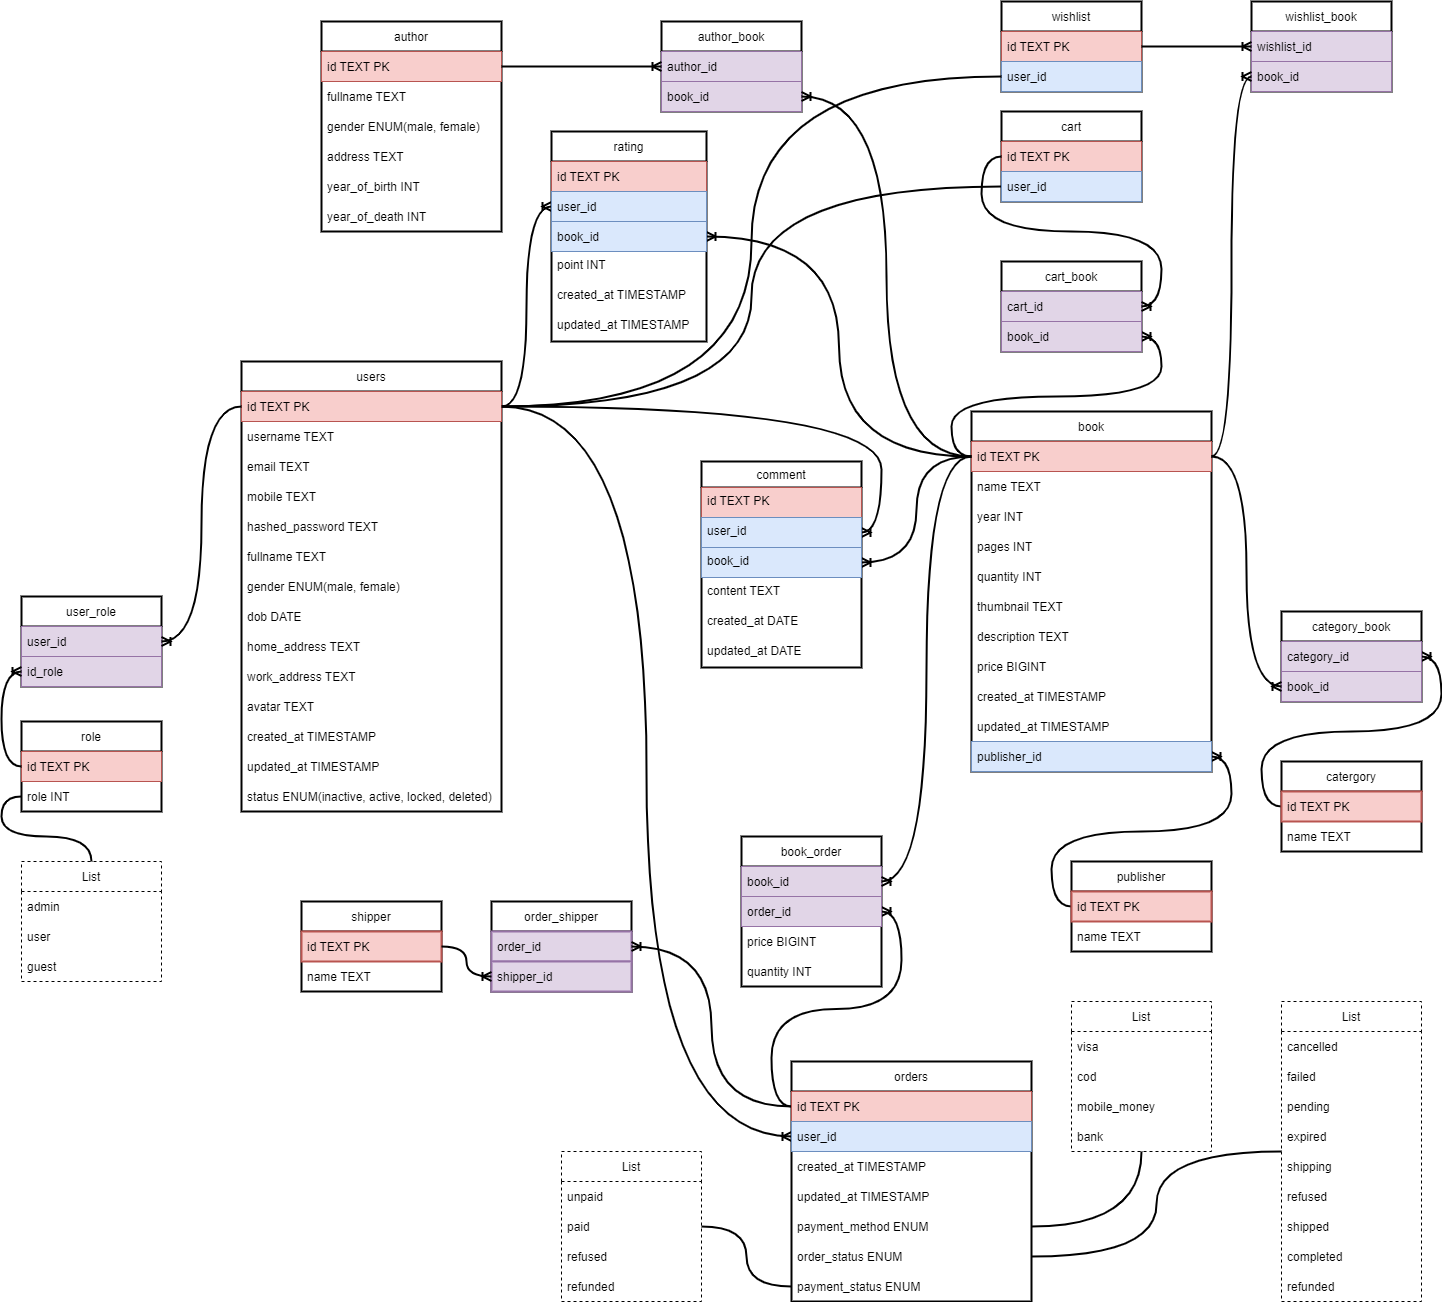 author
id TEXT PK
fullname TEXT
gender ENUM(male, female)
address TEXT
year_of_birth INT
year_of_death INT
author_book
author_id
book_id
wishlist
id TEXT PK
user_id
wishlist_book
wishlist_id
book_id
rating
id TEXT PK
user_id
book_id
point INT
created_at TIMESTAMP
updated_at TIMESTAMP
cart
id TEXT PK
user_id
cart_book
cart_id
book_id
users
id TEXT PK
username TEXT
email TEXT
mobile TEXT
hashed_password TEXT
fullname TEXT
gender ENUM(male, female)
dob DATE
home_address TEXT
work_address TEXT
avatar TEXT
created_at TIMESTAMP
updated_at TIMESTAMP
status ENUM(inactive, active, locked, deleted)
comment
id TEXT PK
user_id
book_id
content TEXT
created_at DATE
updated_at DATE
book
id TEXT PK
name TEXT
year INT
pages INT
quantity INT
thumbnail TEXT
description TEXT
price BIGINT
created_at TIMESTAMP
updated_at TIMESTAMP
publisher_id
user_role
user_id
id_role
role
id TEXT PK
role INT
List
admin
user
guest
category_book
category_id
book_id
catergory
id TEXT PK
name TEXT
publisher
id TEXT PK
name TEXT
book_order
book_id
order_id
price BIGINT
quantity INT
shipper
id TEXT PK
name TEXT
order_shipper
order_id
shipper_id
orders
id TEXT PK
user_id
created_at TIMESTAMP
updated_at TIMESTAMP
payment_method ENUM
order_status ENUM
payment_status ENUM
List
unpaid
paid
refused
refunded
List
visa
cod
mobile_money
bank
List
cancelled
failed
pending
expired
shipping
refused
shipped
completed
refunded